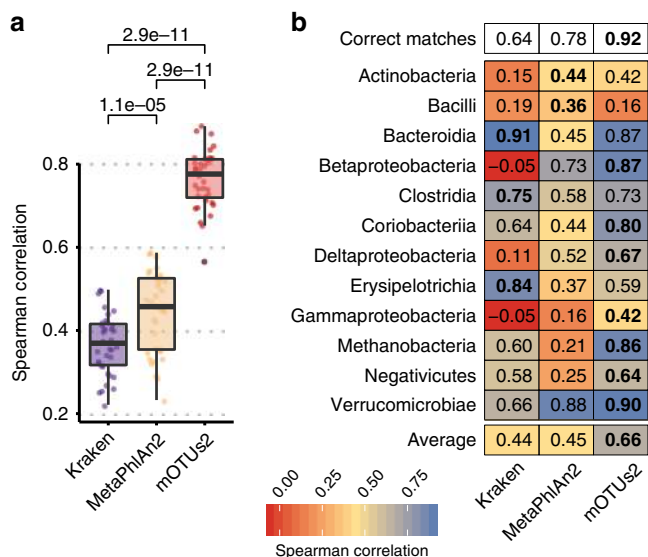 a
2.9e−11
2.9e−11
1.1e−05
Spearman correlation
0.8
0.6
0.4
0.2
Kraken
MetaPhlAn2
mOTUs2
b
Correct matches 0.64 0.78 0.92
Actinobacteria 0.15 0.44 0.42
Bacilli 0.19 0.36 0.16
Bacteroidia 0.91 0.45 0.87
Betaproteobacteria −0.05 0.73 0.87
Clostridia 0.75 0.58 0.73
Coriobacteriia 0.64 0.44 0.80
Deltaproteobacteria 0.11 0.52 0.67
Erysipelotrichia 0.84 0.37 0.59
Gammaproteobacteria −0.05 0.16 0.42
Methanobacteria 0.60 0.21 0.86
Negativicutes 0.58 0.25 0.64
Verrucomicrobiae 0.66 0.88 0.90
Average 0.44 0.45 0.66
Kraken
MetaPhlAn2
mOTUs2
0.00 0.25 0.50 0.75
Spearman correlation